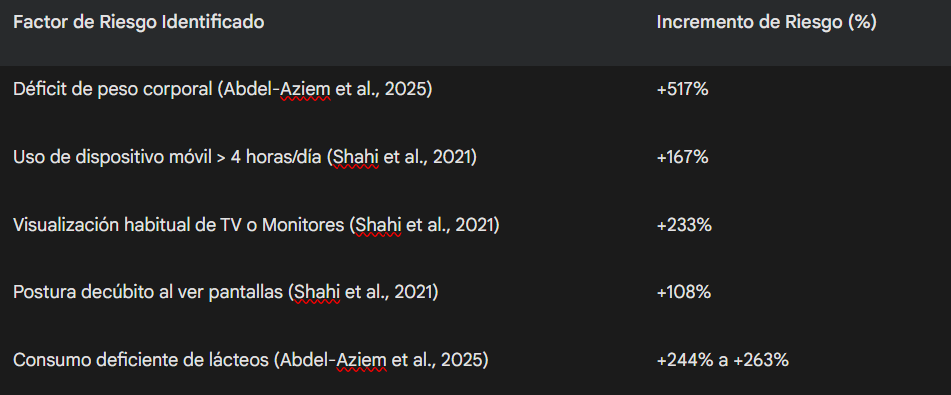 Factor de Riesgo Identificado Incremento de Riesgo (%)
Déficit de peso corporal (Abdel-Aziem et al., 2025) +517%
Uso de dispositivo móvil > 4 horas/día (Shahi et al., 2021) +167%
Visualización habitual de TV o Monitores (Shahi et al., 2021) +233%
Postura decúbito al ver pantallas (Shahi et al., 2021) +108%
Consumo deficiente de lácteos (Abdel-Aziem et al., 2025) +244% a +263%